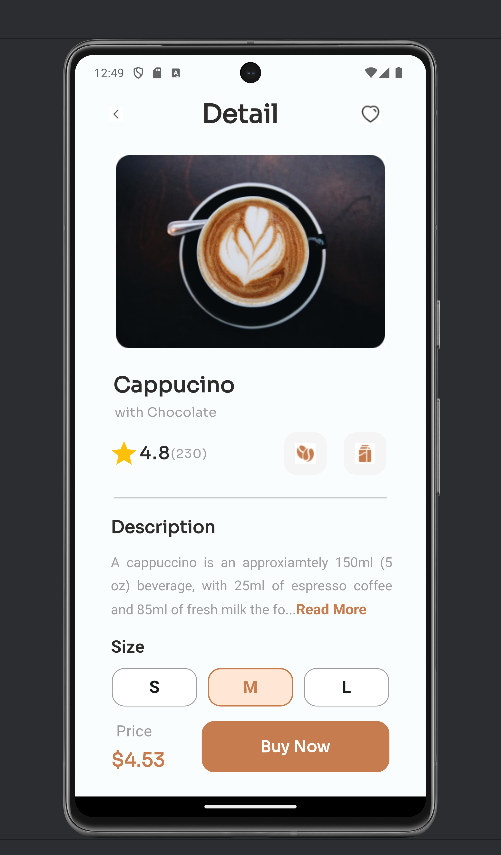 12:49
Detail
Cappucino
with Chocolate
4.8(230)
Description
A cappuccino is an approxiamtely 150ml (5
oz) beverage, with 25ml of espresso coffee
and 85ml of fresh milk the fo...Read More
Size
S M L
Price
$4.53
Buy Now